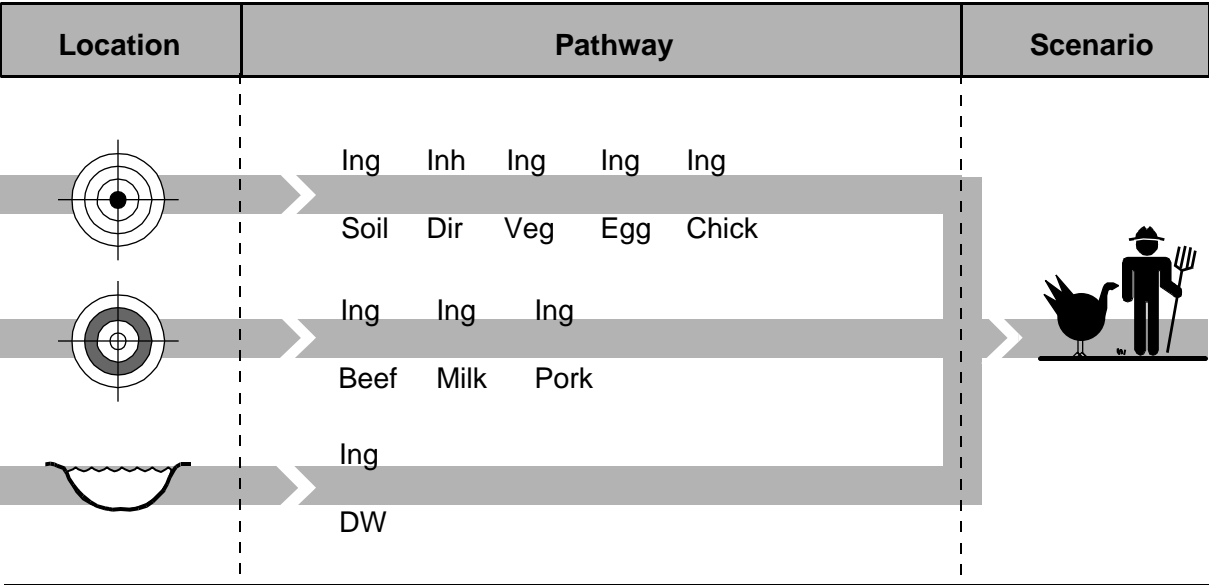 Location Pathway Scenario
Ing Inh Ing Ing Ing
Soil Dir Veg Egg Chick
Ing Ing Ing
Beef Milk Pork
Ing
DW